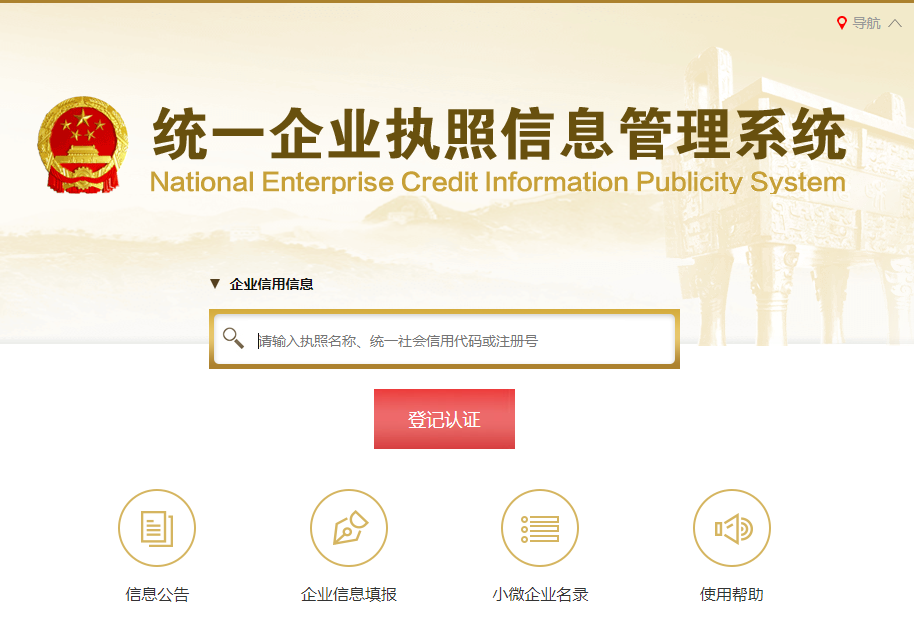 导航
统一企业执照信息管理系统
National Enterprise Credit Information Publicity System
▼ 企业信用信息
请输入执照名称、统一社会信用代码或注册号
登记认证
信息公告
企业信息填报
小微企业名录
使用帮助